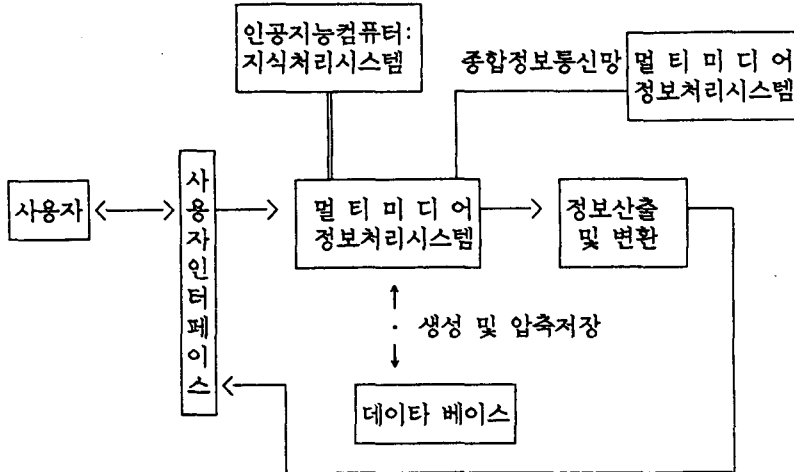 인공지능컴퓨터:
지식처리시스템
종합정보통신망
멀 티 미 디 어
정보처리시스템
사용자
사용자인터페이스
멀 티 미 디 어
정보처리시스템
정보산출
및 변환
생성 및 압축저장
데이타 베이스